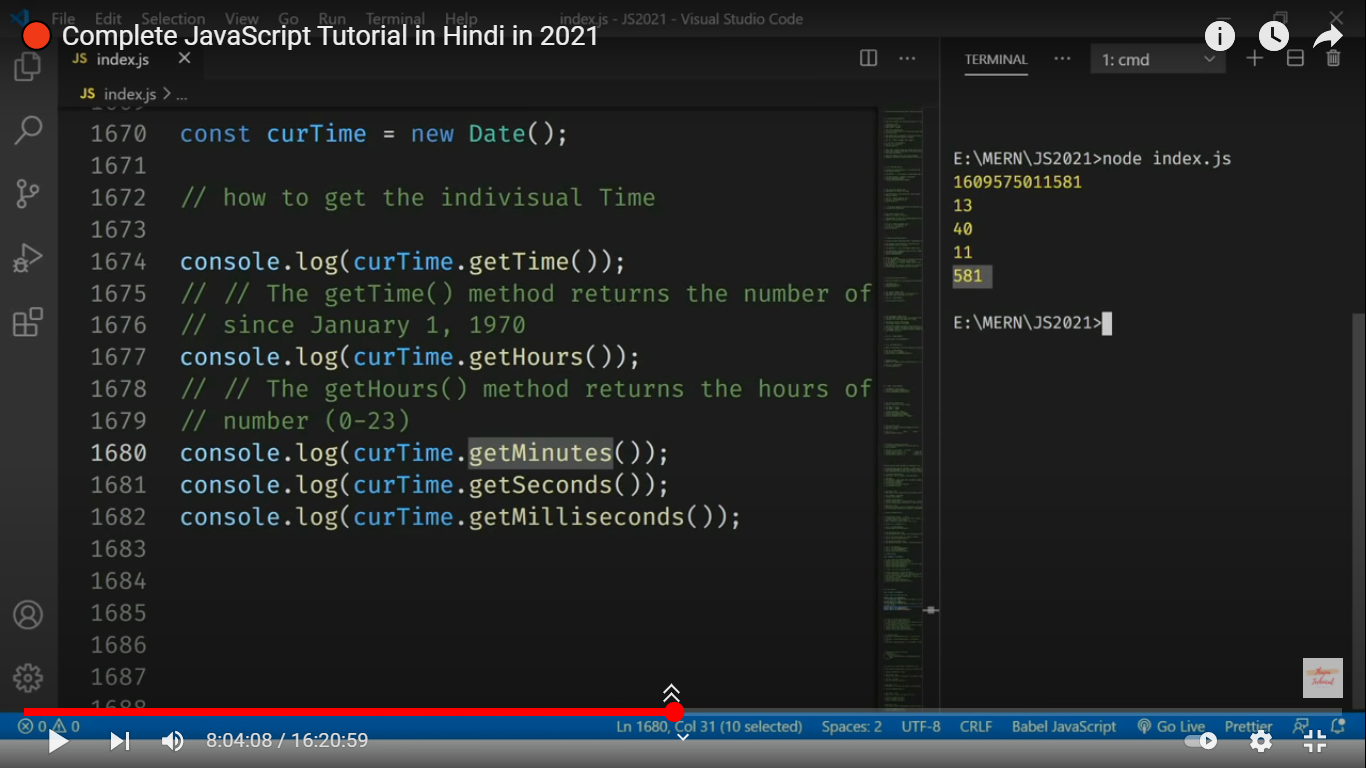 File Edit Selection View Go Run Terminal Help index.js - JS2021 - Visual Studio Code
Complete JavaScript Tutorial in Hindi in 2021
JS index.js
TERMINAL
1: cmd
JS index.js > ...
1670 const curTime = new Date();
1671
1672 // how to get the indivisual Time
1673
1674 console.log(curTime.getTime());
1675 // // The getTime() method returns the number of
1676 // since January 1, 1970
1677 console.log(curTime.getHours());
1678 // // The getHours() method returns the hours of
1679 // number (0-23)
1680 console.log(curTime.getMinutes());
1681 console.log(curTime.getSeconds());
1682 console.log(curTime.getMilliseconds());
1683
1684
1685
1686
1687
1688
E:\MERN\JS2021>node index.js
1609575011581
13
40
11
581
E:\MERN\JS2021>
0 0 Ln 1680, Col 31 (10 selected) Spaces: 2 UTF-8 CRLF Babel JavaScript Go Live Prettier
8:04:08 / 16:20:59